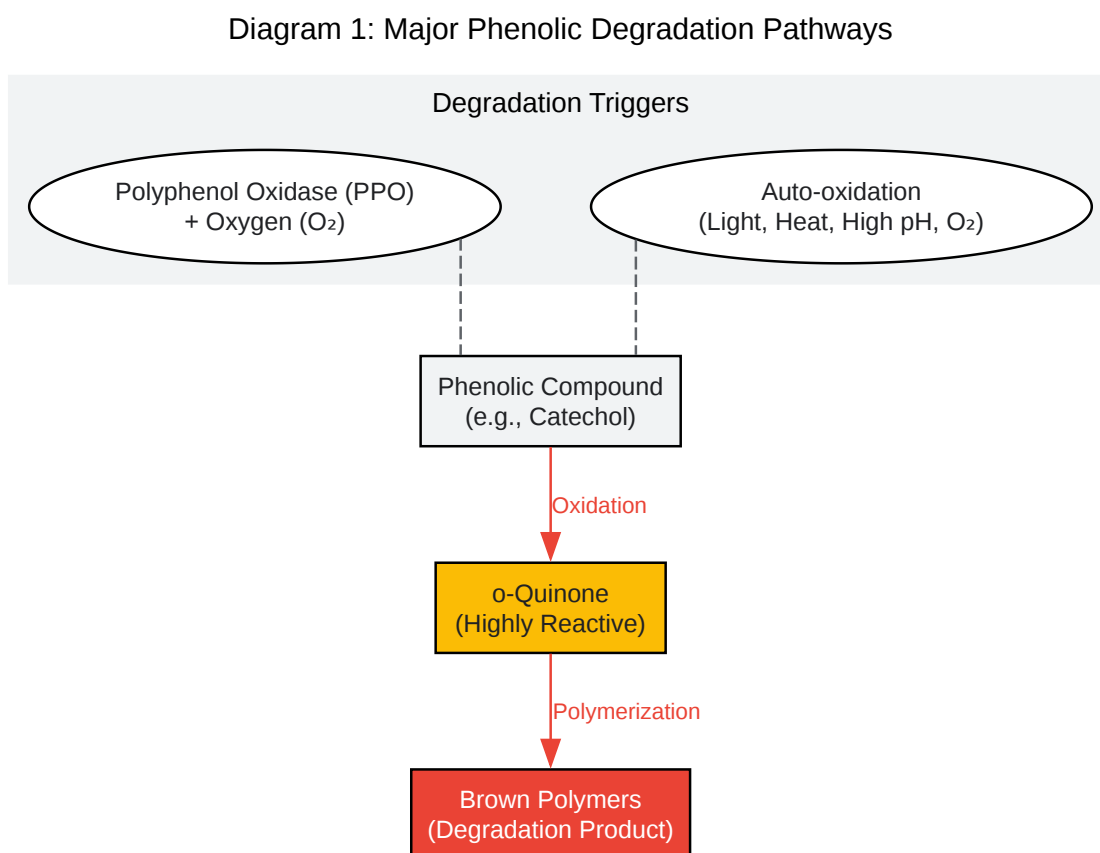 Diagram 1: Major Phenolic Degradation Pathways
Degradation Triggers
Polyphenol Oxidase (PPO)
+ Oxygen (O₂)
Auto-oxidation
(Light, Heat, High pH, O₂)
Phenolic Compound
(e.g., Catechol)
Oxidation
o-Quinone
(Highly Reactive)
Polymerization
Brown Polymers
(Degradation Product)